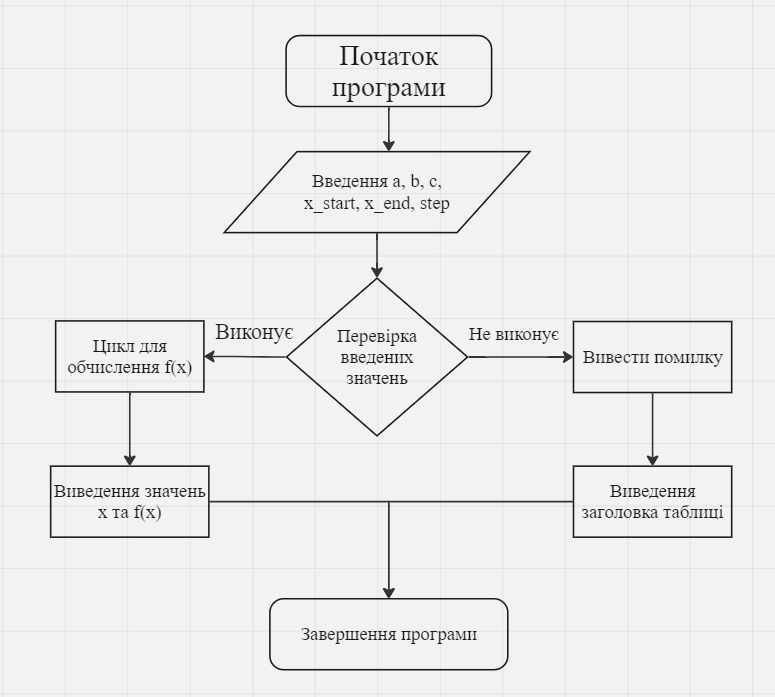 Початок
програми
Введення a, b, c,
x_start, x_end, step
Виконує
Перевірка
введених
значень
Не виконує
Цикл для
обчислення f(x)
Вивести помилку
Виведення значень
x та f(x)
Виведення
заголовка таблиці
Завершення програми